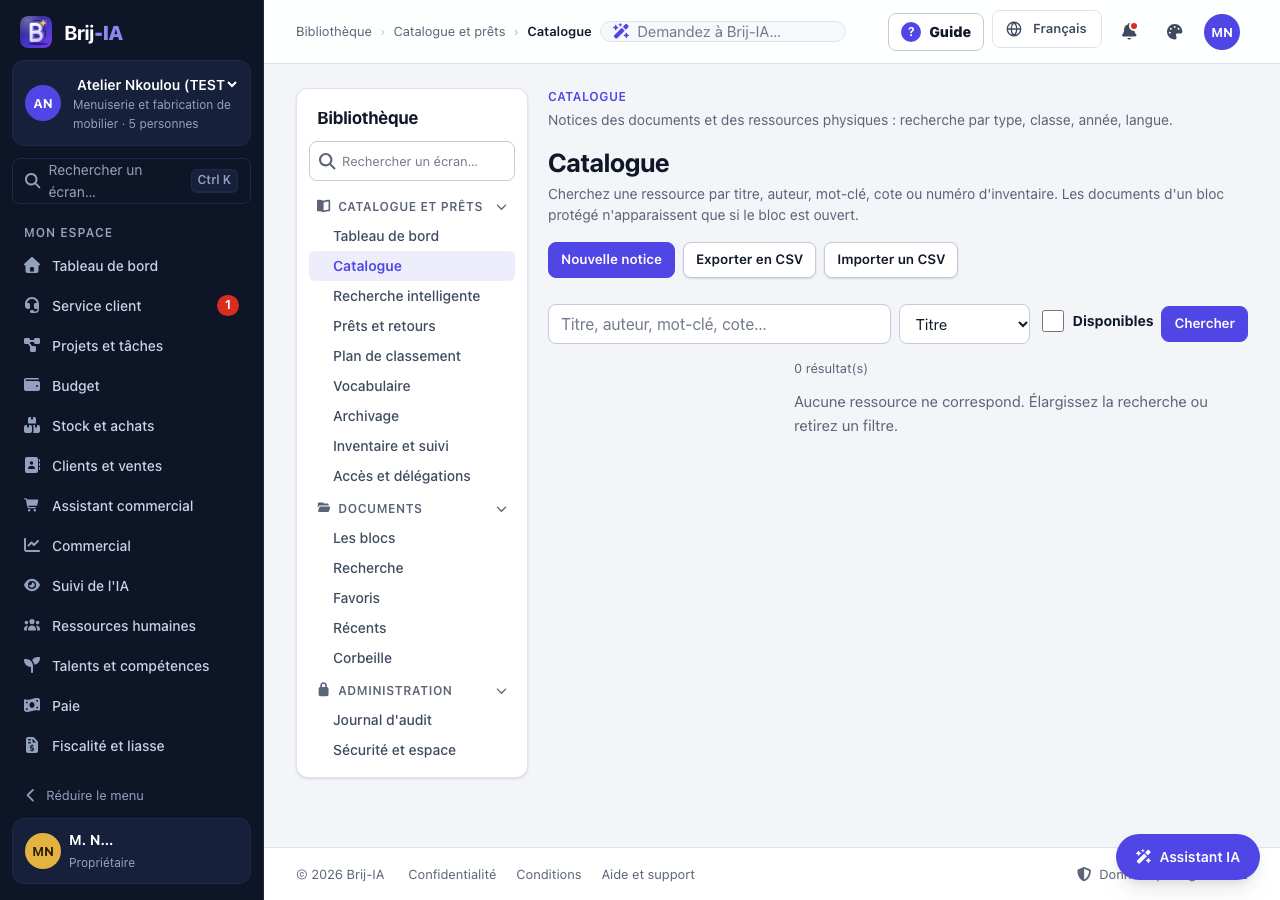 Brij-IA
AN
Atelier Nkoulou (TEST
Menuiserie et fabrication de
mobilier · 5 personnes
Rechercher un
écran...
Ctrl K
MON ESPACE
Tableau de bord
Service client
1
Projets et tâches
Budget
Stock et achats
Clients et ventes
Assistant commercial
Commercial
Suivi de l'IA
Ressources humaines
Talents et compétences
Paie
Fiscalité et liasse
Réduire le menu
MN
M. N...
Propriétaire
Bibliothèque › Catalogue et prêts › Catalogue
Demandez à Brij-IA...
? Guide
Français
MN
Bibliothèque
Rechercher un écran...
CATALOGUE ET PRÊTS
Tableau de bord
Catalogue
Recherche intelligente
Prêts et retours
Plan de classement
Vocabulaire
Archivage
Inventaire et suivi
Accès et délégations
DOCUMENTS
Les blocs
Recherche
Favoris
Récents
Corbeille
ADMINISTRATION
Journal d'audit
Sécurité et espace
CATALOGUE
Notices des documents et des ressources physiques : recherche par type, classe, année, langue.
Catalogue
Cherchez une ressource par titre, auteur, mot-clé, cote ou numéro d'inventaire. Les documents d'un bloc
protégé n'apparaissent que si le bloc est ouvert.
Nouvelle notice
Exporter en CSV
Importer un CSV
Titre, auteur, mot-clé, cote...
Titre
Disponibles
Chercher
0 résultat(s)
Aucune ressource ne correspond. Élargissez la recherche ou
retirez un filtre.
© 2026 Brij-IA
Confidentialité
Conditions
Aide et support
Assistant IA